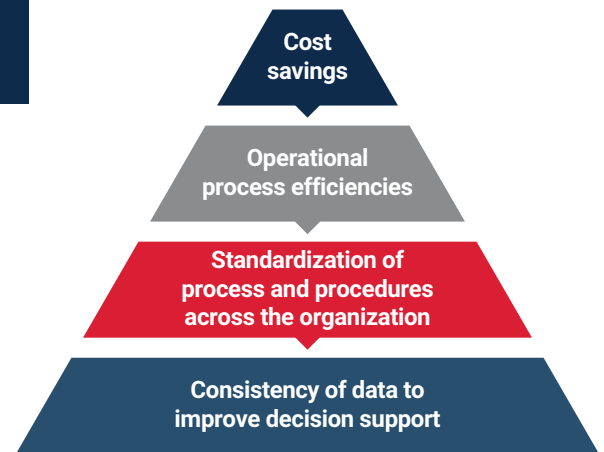 Cost
savings
Operational
process efficiencies
Standardization of
process and procedures
across the organization
Consistency of data to
improve decision support